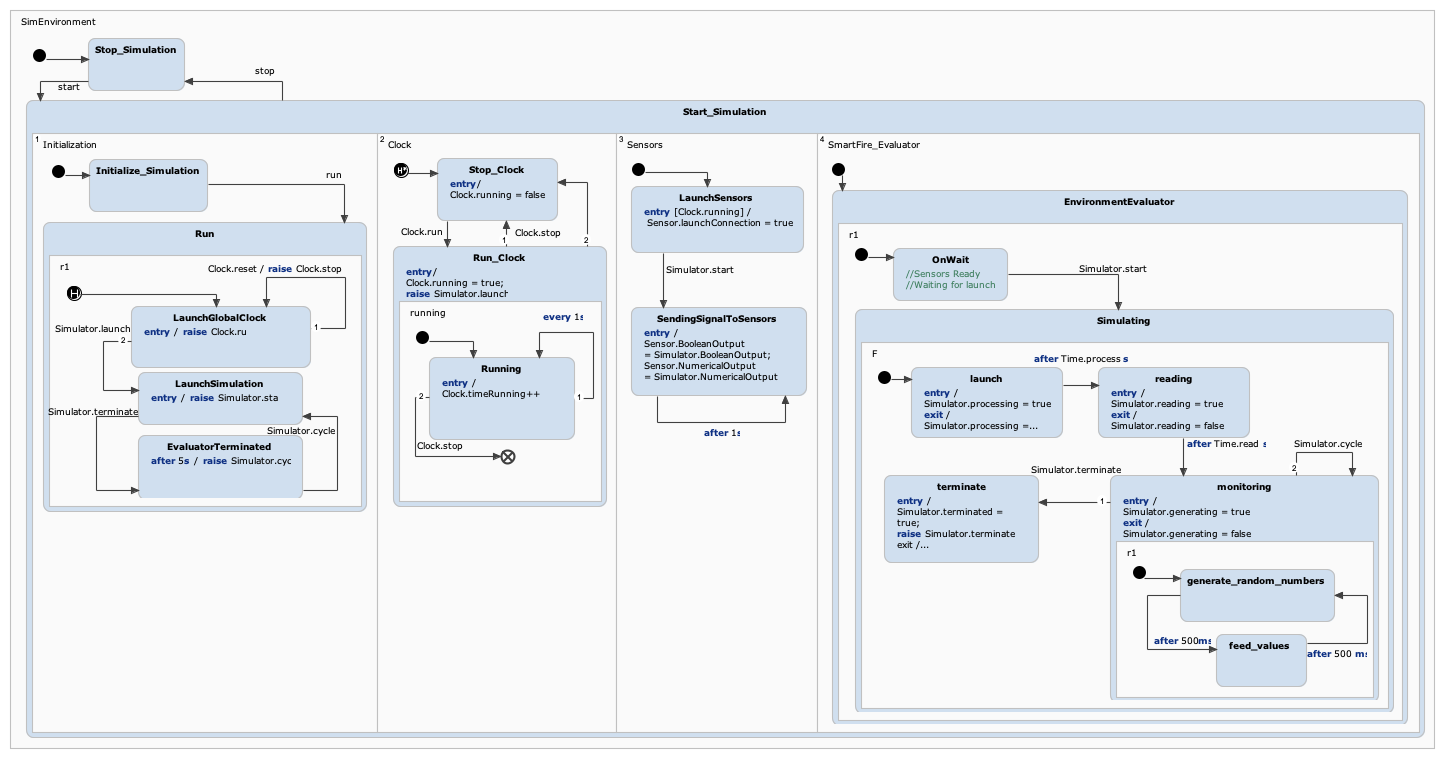 SimEnvironment
Stop_Simulation
start
stop
Start_Simulation
1
Initialization
Initialize_Simulation
run
Run
r1
Clock.reset / raise Clock.stop
H
LaunchGlobalClock
entry / raise Clock.ru
1
Simulator.launch
2
LaunchSimulation
entry / raise Simulator.sta
Simulator.terminate
Simulator.cycle
EvaluatorTerminated
after 5s / raise Simulator.cyc
2
Clock
H*
Stop_Clock
entry/
Clock.running = false
Clock.run
Clock.stop
1
2
Run_Clock
entry/
Clock.running = true;
raise Simulator.launch
running
every 1s
Running
entry /
Clock.timeRunning++
2
1
Clock.stop
3
Sensors
LaunchSensors
entry [Clock.running] /
Sensor.launchConnection = true
Simulator.start
SendingSignalToSensors
entry /
Sensor.BooleanOutput
= Simulator.BooleanOutput;
Sensor.NumericalOutput
= Simulator.NumericalOutput
after 1s
4
SmartFire_Evaluator
EnvironmentEvaluator
r1
OnWait
//Sensors Ready
//Waiting for launch
Simulator.start
Simulating
F
after Time.process s
launch
entry /
Simulator.processing = true
exit /
Simulator.processing =...
reading
entry /
Simulator.reading = true
exit /
Simulator.reading = false
after Time.read s
Simulator.cycle
2
Simulator.terminate
1
terminate
entry /
Simulator.terminated =
true;
raise Simulator.terminate
exit /...
monitoring
entry /
Simulator.generating = true
exit /
Simulator.generating = false
r1
generate_random_numbers
after 500ms
feed_values
after 500 ms